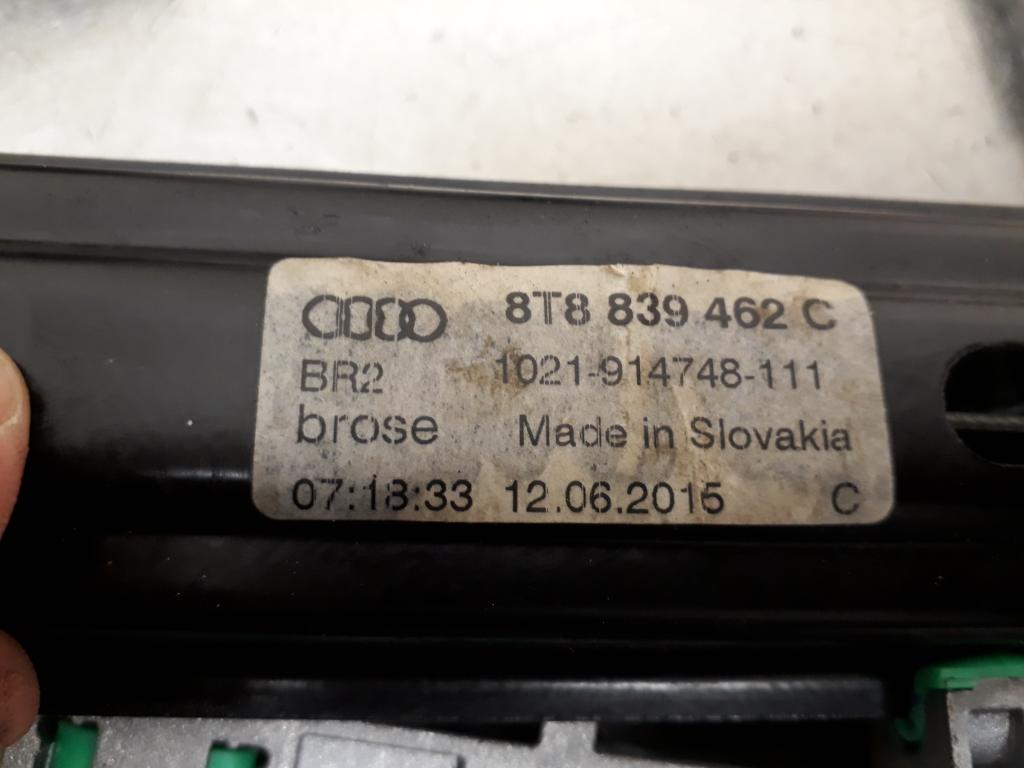 8T8 839 462 C
BR2 1021-914748-111
brose Made in Slovakia
07:18:33 12.06.2015 C